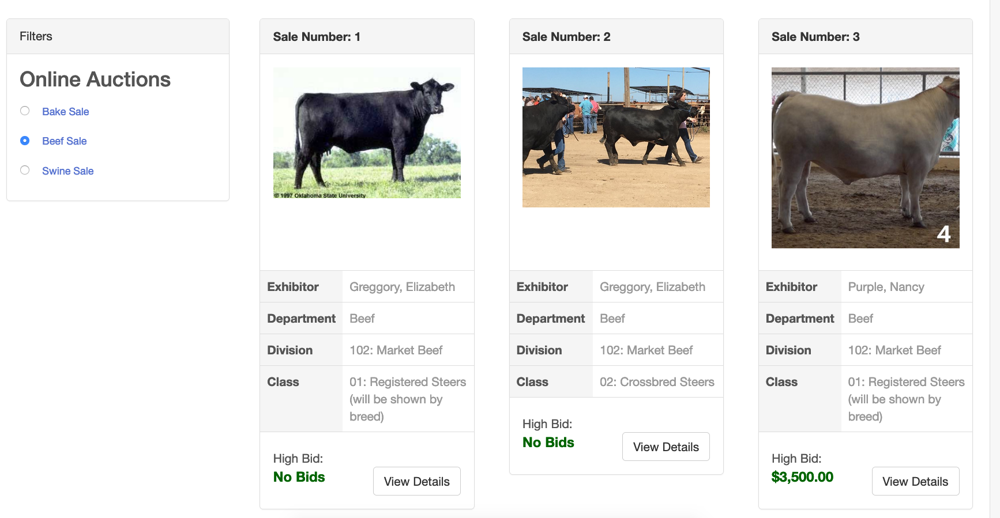 Filters
Online Auctions
Bake Sale
Beef Sale
Swine Sale
Sale Number: 1
© 1997 Oklahoma State University
Exhibitor Greggory, Elizabeth
Department Beef
Division 102: Market Beef
Class 01: Registered Steers
(will be shown by
breed)
High Bid:
No Bids
View Details
Sale Number: 2
Exhibitor Greggory, Elizabeth
Department Beef
Division 102: Market Beef
Class 02: Crossbred Steers
High Bid:
No Bids
View Details
Sale Number: 3
4
Exhibitor Purple, Nancy
Department Beef
Division 102: Market Beef
Class 01: Registered Steers
(will be shown by
breed)
High Bid:
$3,500.00
View Details